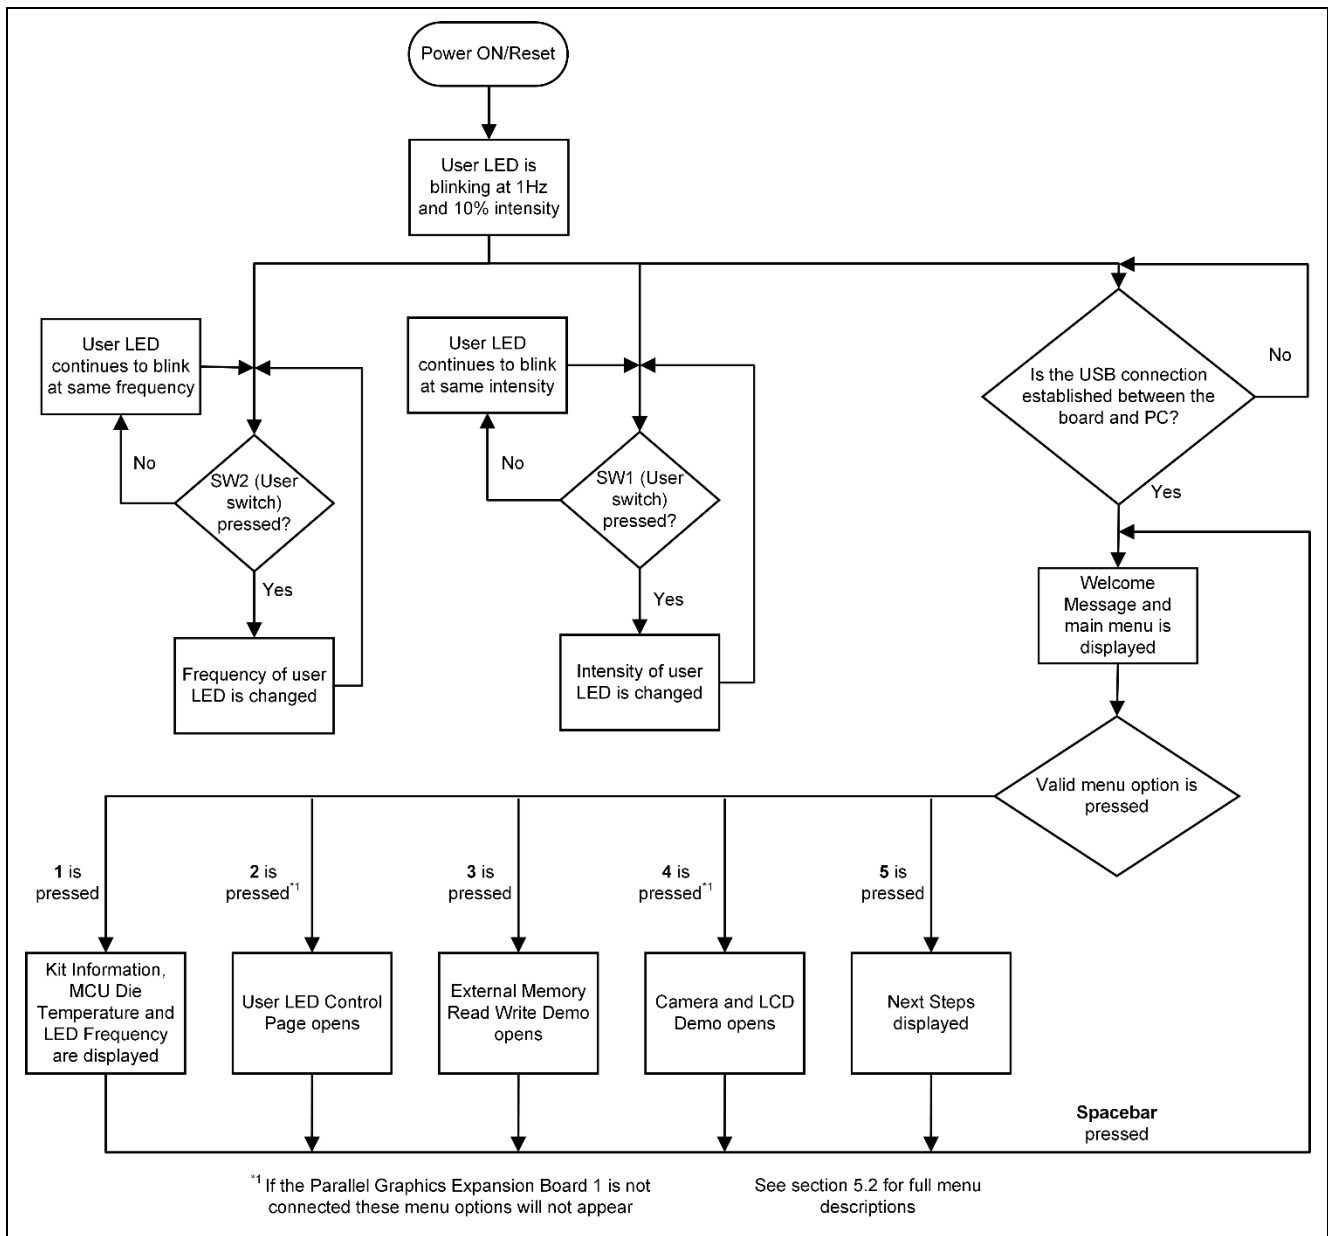 Power ON/Reset
User LED is
blinking at 1Hz
and 10% intensity
User LED
continues to blink
at same frequency
User LED
continues to blink
at same intensity
No
Is the USB connection
established between the
board and PC?
No
SW2 (User
switch)
pressed?
No
SW1 (User
switch)
pressed?
Yes
Yes
Yes
Welcome
Message and
main menu is
displayed
Frequency of user
LED is changed
Intensity of user
LED is changed
Valid menu option is
pressed
1 is
pressed
2 is
pressed*1
3 is
pressed
4 is
pressed*1
5 is
pressed
Kit Information,
MCU Die
Temperature and
LED Frequency
are displayed
User LED Control
Page opens
External Memory
Read Write Demo
opens
Camera and LCD
Demo opens
Next Steps
displayed
Spacebar
pressed
*1 If the Parallel Graphics Expansion Board 1 is not
connected these menu options will not appear
See section 5.2 for full menu
descriptions